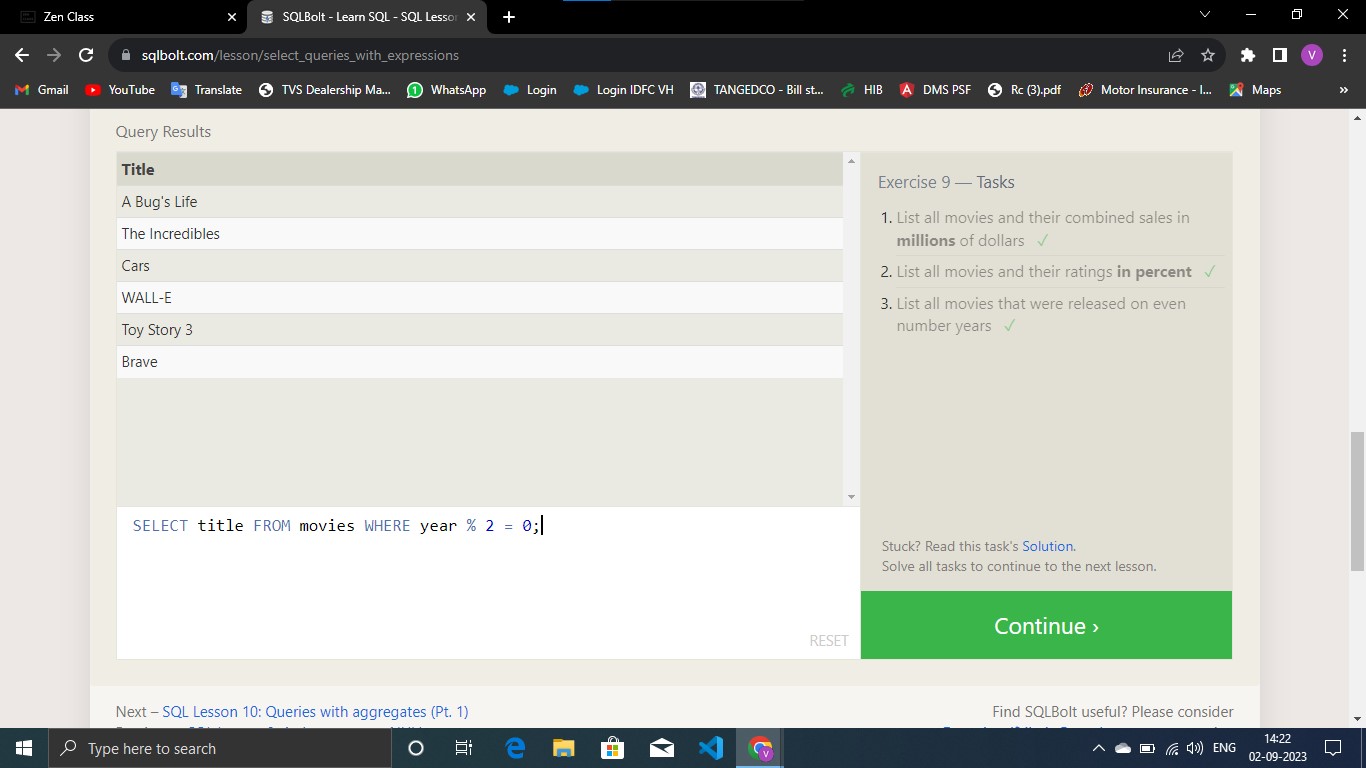 Zen Class
SQLBolt - Learn SQL - SQL Lesson
sqlbolt.com/lesson/select_queries_with_expressions
V
Gmail YouTube Translate TVS Dealership Ma... WhatsApp Login Login IDFC VH TANGEDCO - Bill st... HIB DMS PSF Rc (3).pdf Motor Insurance - I... Maps »
Query Results
Title
A Bug's Life
The Incredibles
Cars
WALL-E
Toy Story 3
Brave
SELECT title FROM movies WHERE year % 2 = 0;
RESET
Exercise 9 — Tasks
1. List all movies and their combined sales in
millions of dollars ✓
2. List all movies and their ratings in percent ✓
3. List all movies that were released on even
number years ✓
Stuck? Read this task's Solution.
Solve all tasks to continue to the next lesson.
Continue ›
Next – SQL Lesson 10: Queries with aggregates (Pt. 1)
Find SQLBolt useful? Please consider
Type here to search
ENG
14:22
02-09-2023